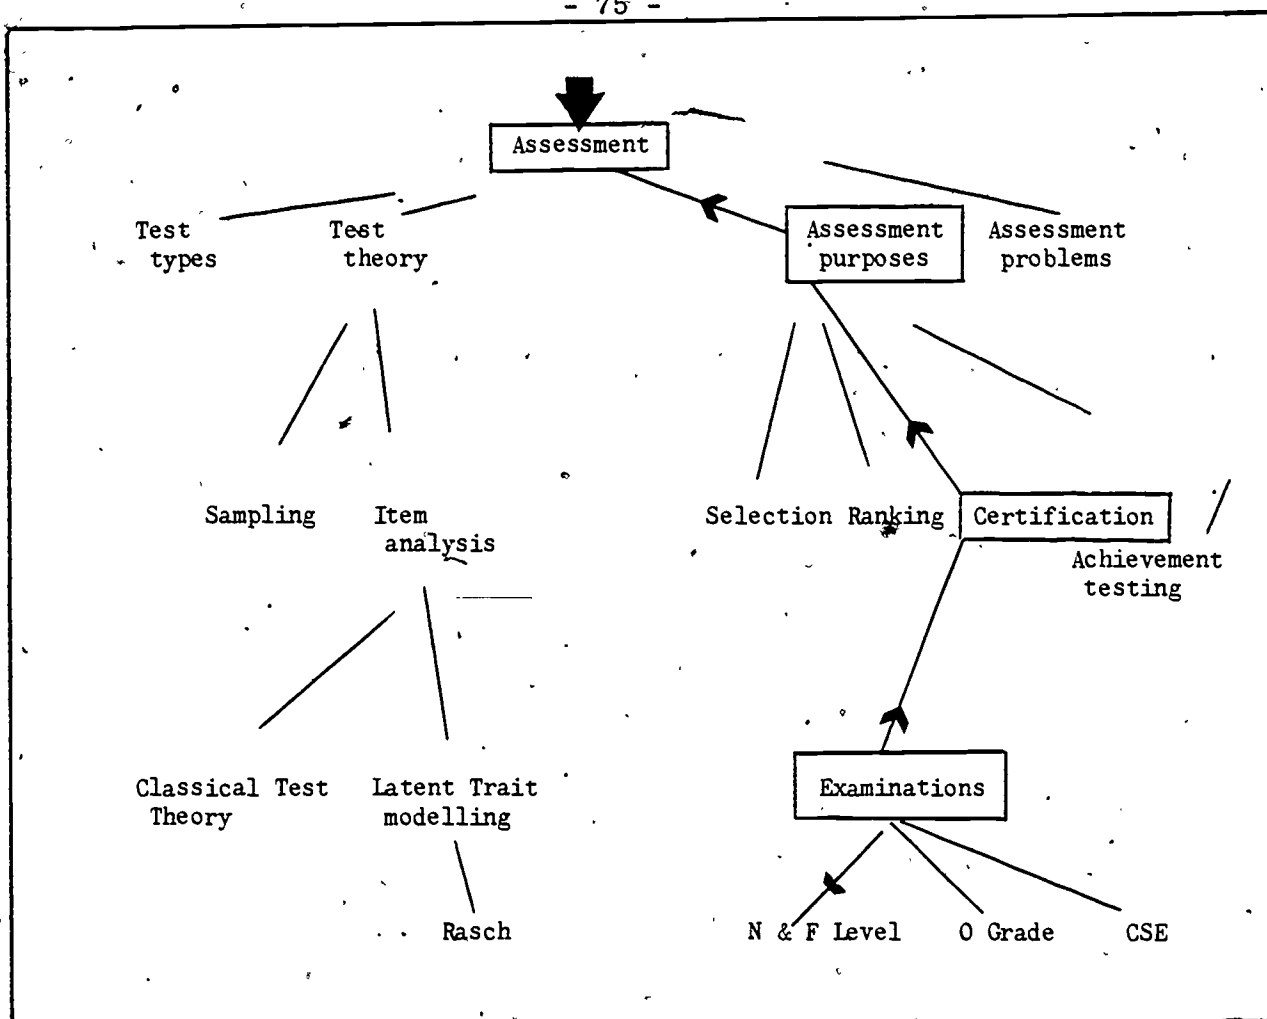 - 75 -
Assessment
Test types
Test theory
Assessment purposes
Assessment problems
Sampling
Item analysis
Selection
Ranking
Certification
Achievement testing
Classical Test Theory
Latent Trait modelling
Examinations
Rasch
N & F Level
O Grade
CSE